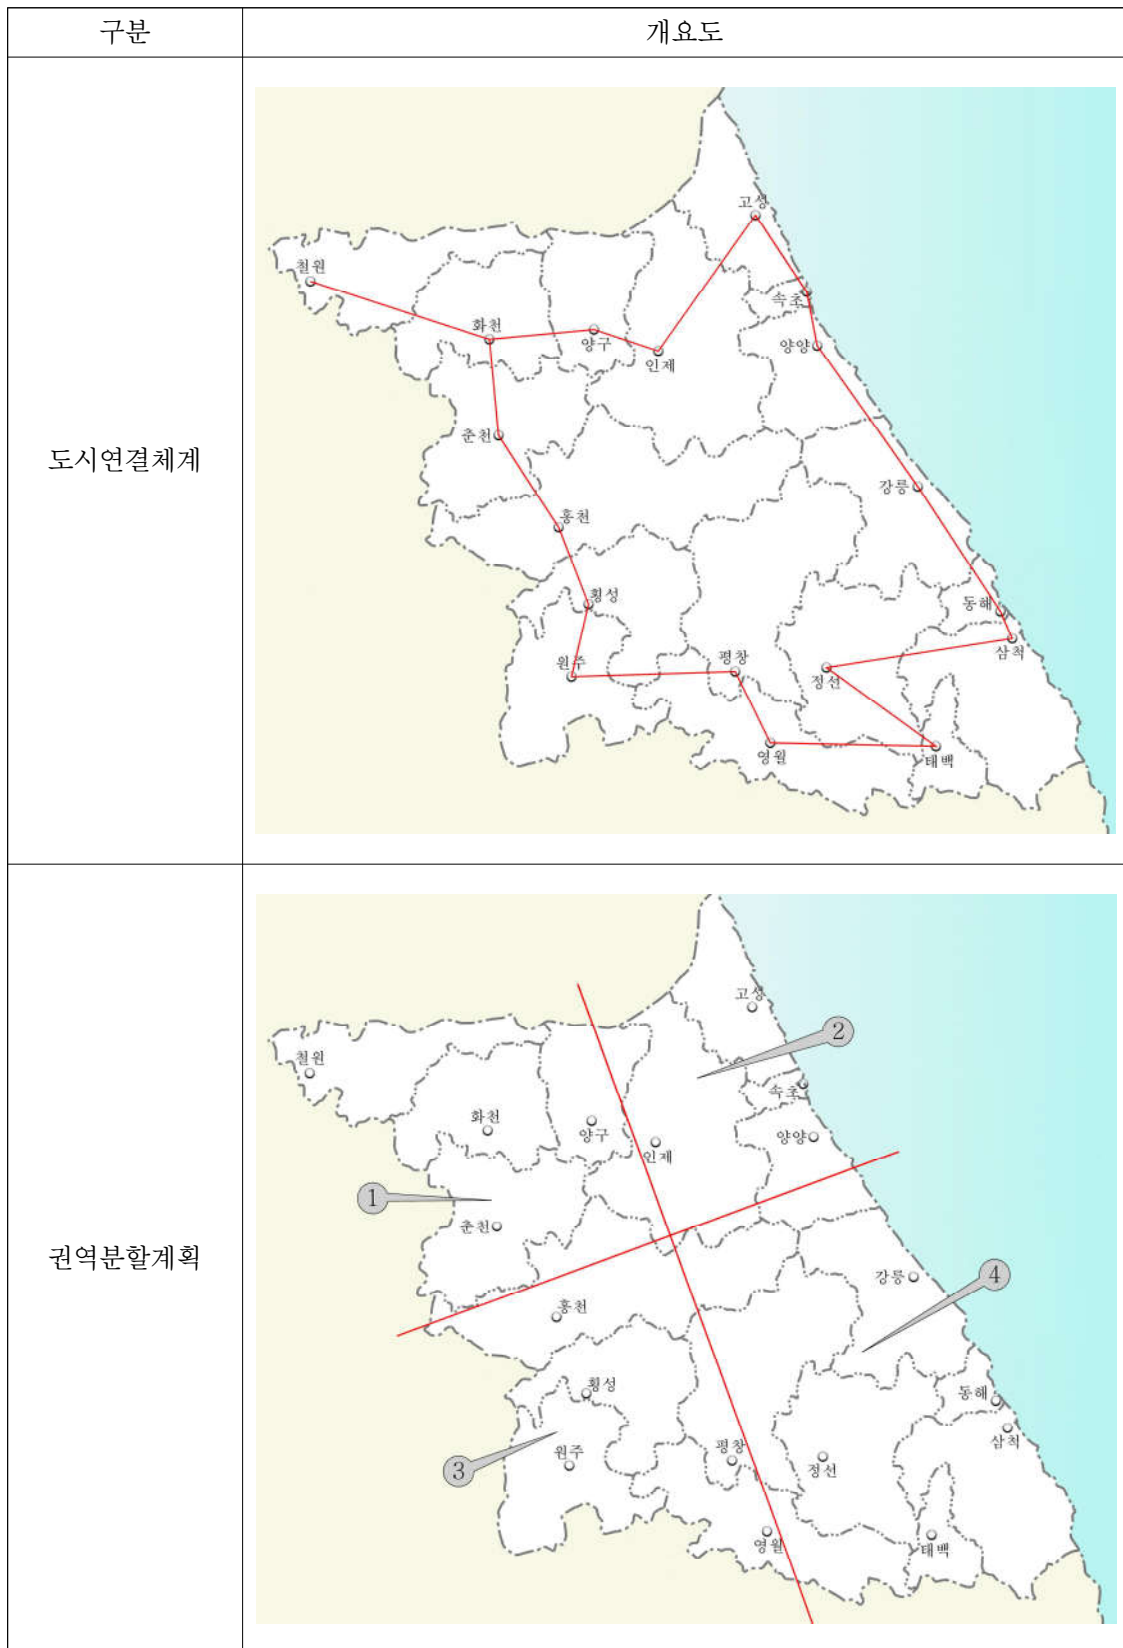 구분
개요도
도시연결체계
고성
철원
속초
화천
양구
인제
양양
춘천
강릉
홍천
횡성
동해
삼척
원주
평창
정선
영월
태백
권역분할계획
고성
②
철원
속초
화천
양구
양양
인제
①
춘천
강릉
④
홍천
횡성
동해
삼척
원주
평창
정선
③
영월
태백